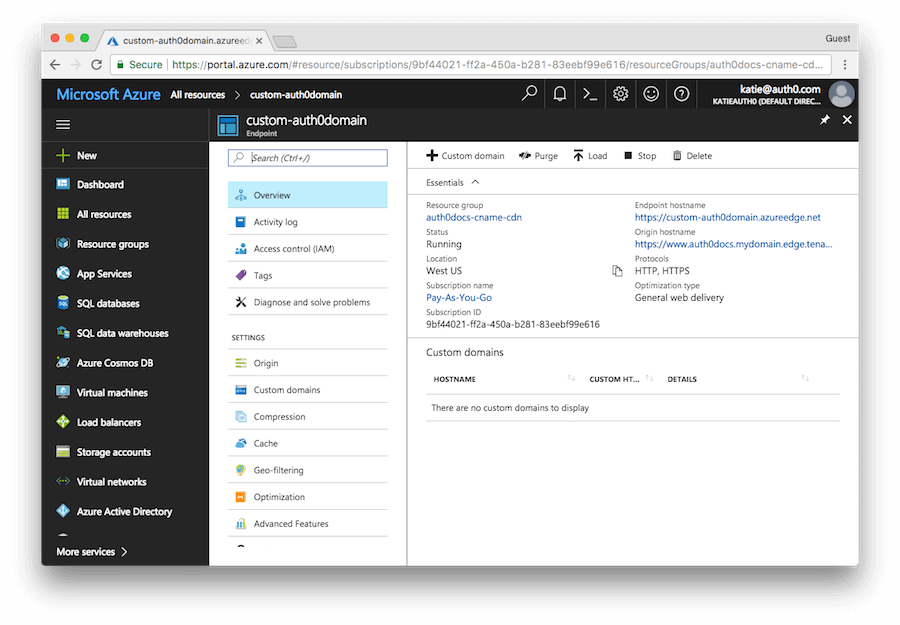 custom-auth0domain.azureed
Guest
Secure https://portal.azure.com/#resource/subscriptions/9bf44021-ff2a-450a-b281-83eebf99e616/resourceGroups/auth0docs-cname-cd...
Microsoft Azure All resources > custom-auth0domain
katie@auth0.com
KATIEAUTH0 (DEFAULT DIREC...
custom-auth0domain
Endpoint
New
Dashboard
All resources
Resource groups
App Services
SQL databases
SQL data warehouses
Azure Cosmos DB
Virtual machines
Load balancers
Storage accounts
Virtual networks
Azure Active Directory
More services >
Search (Ctrl+/)
Overview
Activity log
Access control (IAM)
Tags
Diagnose and solve problems
SETTINGS
Origin
Custom domains
Compression
Cache
Geo-filtering
Optimization
Advanced Features
Custom domain Purge Load Stop Delete
Essentials
Resource group
auth0docs-cname-cdn
Status
Running
Location
West US
Subscription name
Pay-As-You-Go
Subscription ID
9bf44021-ff2a-450a-b281-83eebf99e616
Endpoint hostname
https://custom-auth0domain.azureedge.net
Origin hostname
https://www.auth0docs.mydomain.edge.tena...
Protocols
HTTP, HTTPS
Optimization type
General web delivery
Custom domains
HOSTNAME CUSTOM HT... DETAILS
There are no custom domains to display